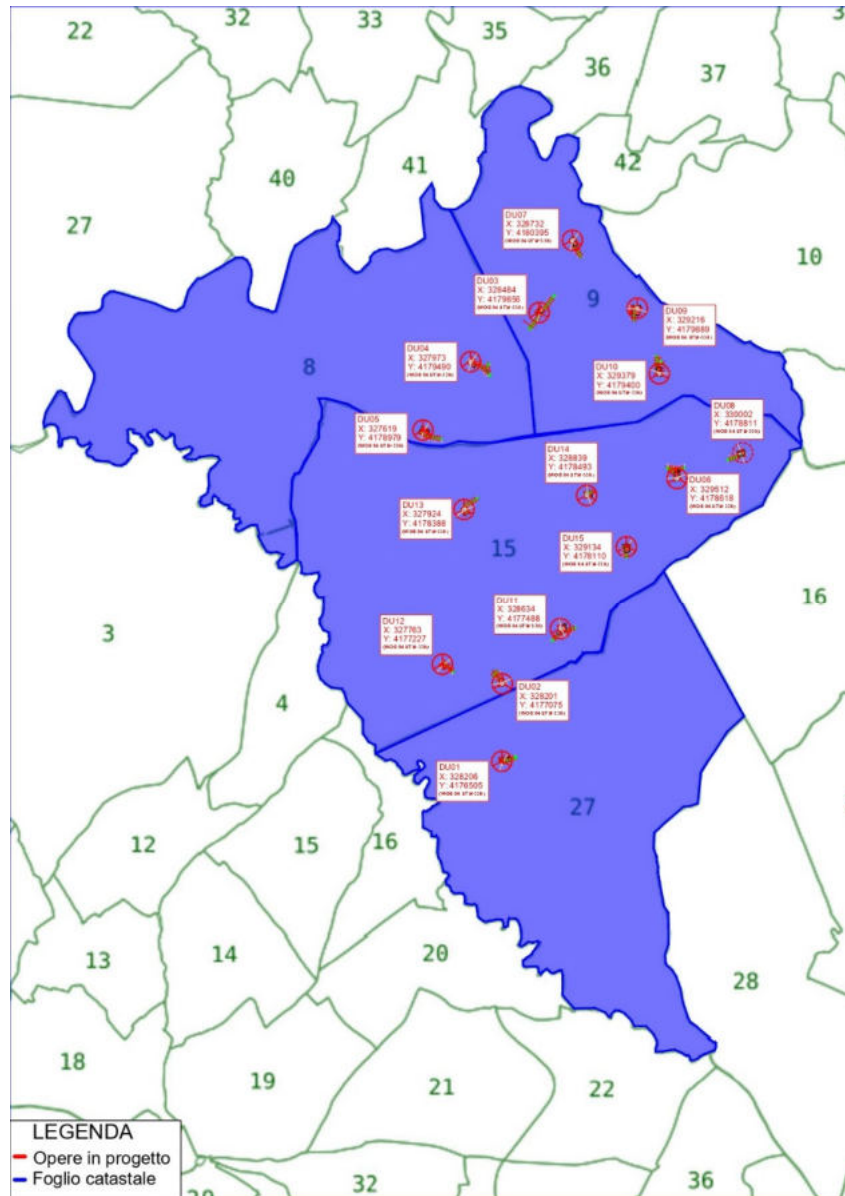 22
32
33
35
36
37
40
41
42
27
10
DU07
X: 328732
Y: 4180395
DU03
X: 328484
Y: 4179856
9
DU09
X: 329216
Y: 4179889
DU04
X: 327973
Y: 4179490
8
DU10
X: 329379
Y: 4179400
DU08
X: 330002
Y: 4178811
DU05
X: 327619
Y: 4178979
DU14
X: 328839
Y: 4178493
DU06
X: 329612
Y: 4178618
DU13
X: 327924
Y: 4178388
15
DU15
X: 329134
Y: 4178110
16
3
DU11
X: 328634
Y: 4177488
DU12
X: 327763
Y: 4177227
4
DU02
X: 328201
Y: 4177075
DU01
X: 328206
Y: 4176505
27
12
15
16
13
14
20
28
18
19
21
22
32
36
LEGENDA
Opere in progetto
Foglio catastale